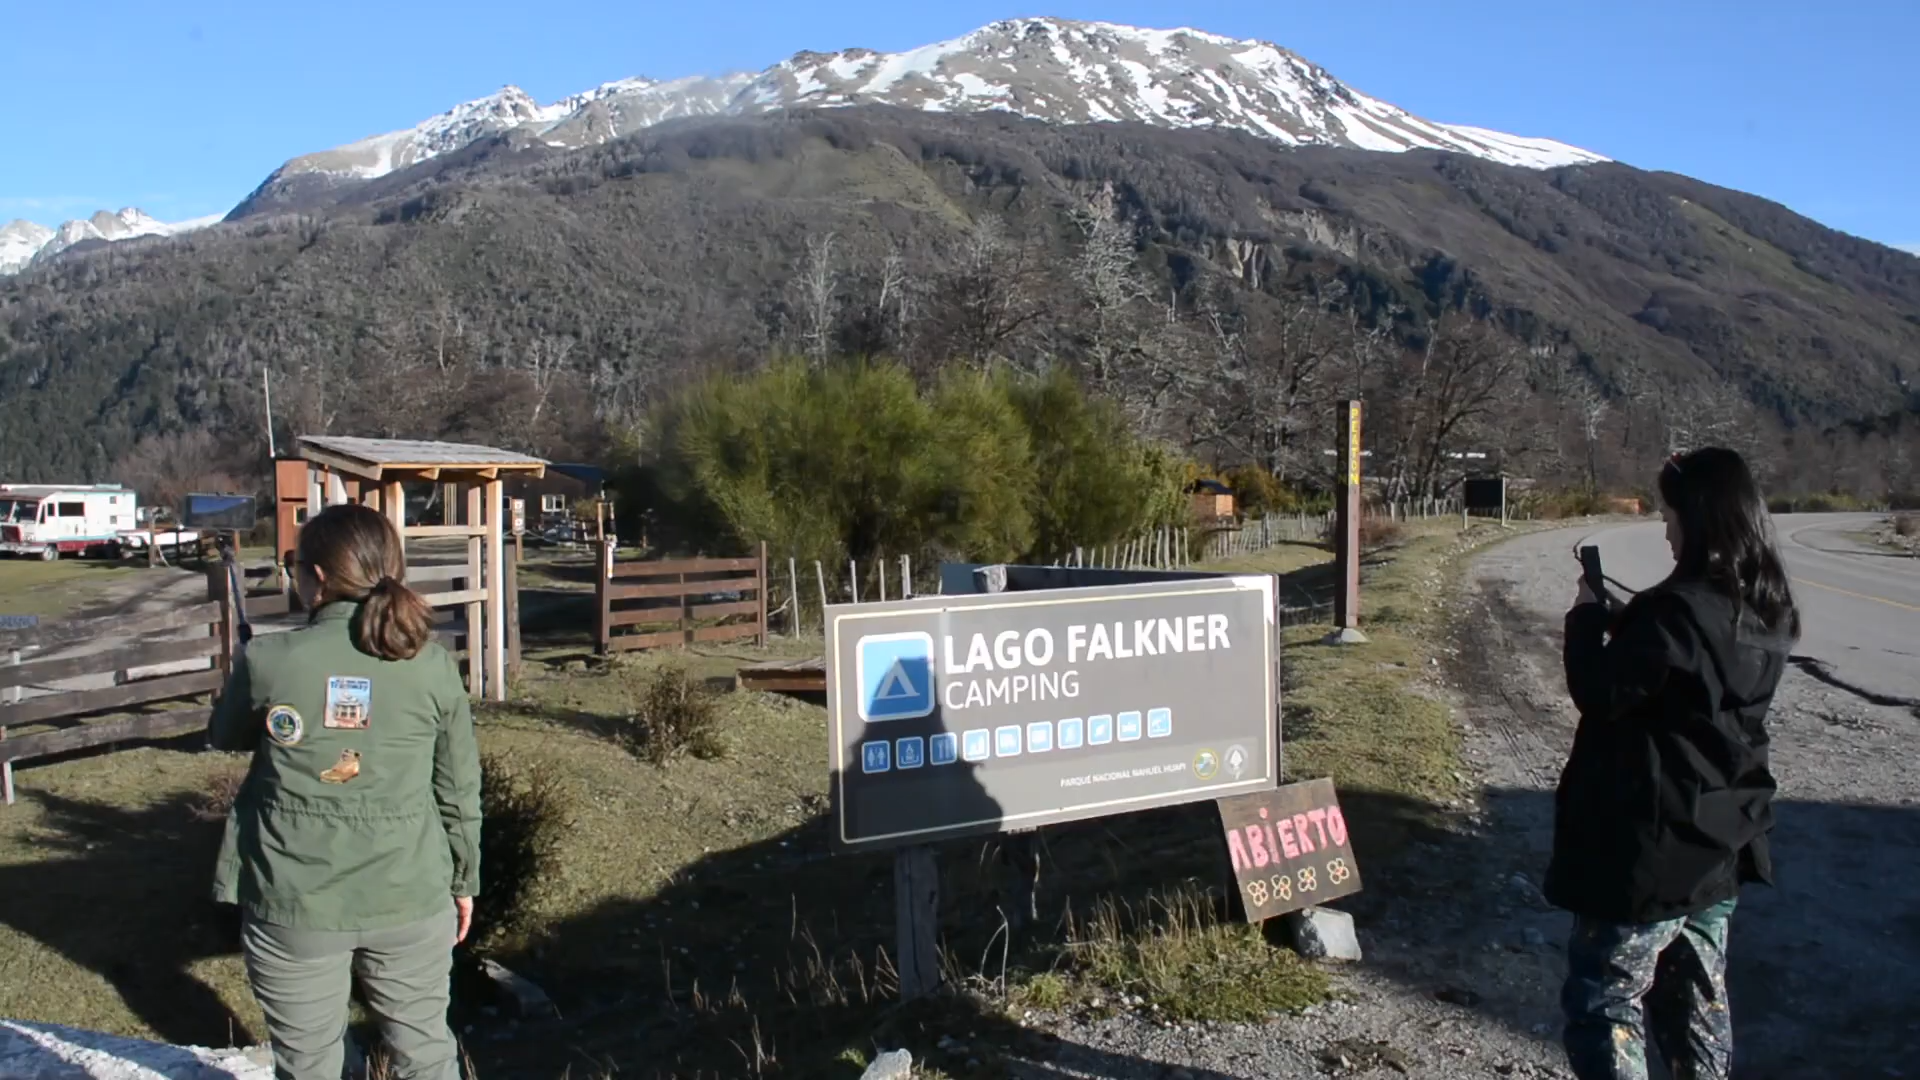 PEATON
LAGO FALKNER
CAMPING
PARQUE NACIONAL NAHUEL HUAPI
ABIERTO